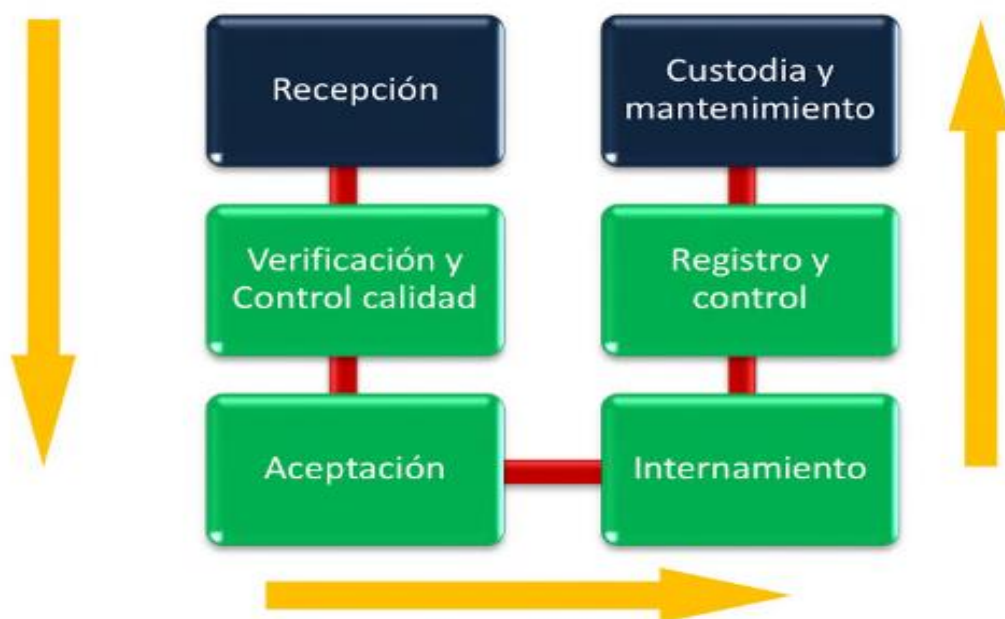 Recepción
Verificación y
Control calidad
Aceptación
Internamiento
Registro y
control
Custodia y
mantenimiento